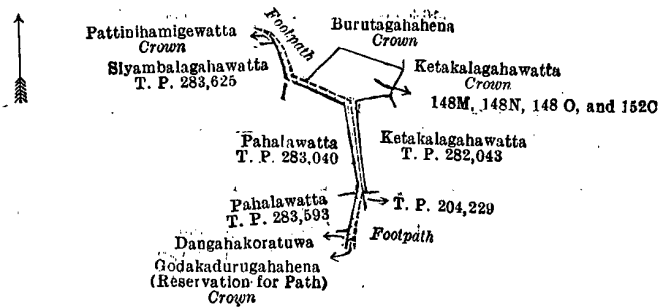 Pattinihamigewatta
Crown
Siyambalagahawatta
T. P. 283,625
Footpath
Burutagahahena
Crown
Ketakalagahawatta
Crown
148M, 148N, 148 O, and 152O
Pahalawatta
T. P. 283,040
Ketakalagahawatta
T. P. 282,043
Pahalawatta
T. P. 283,593
T. P. 204,229
Dangahakoratuwa
Footpath
Godakadurugahahena
(Reservation for Path)
Crown